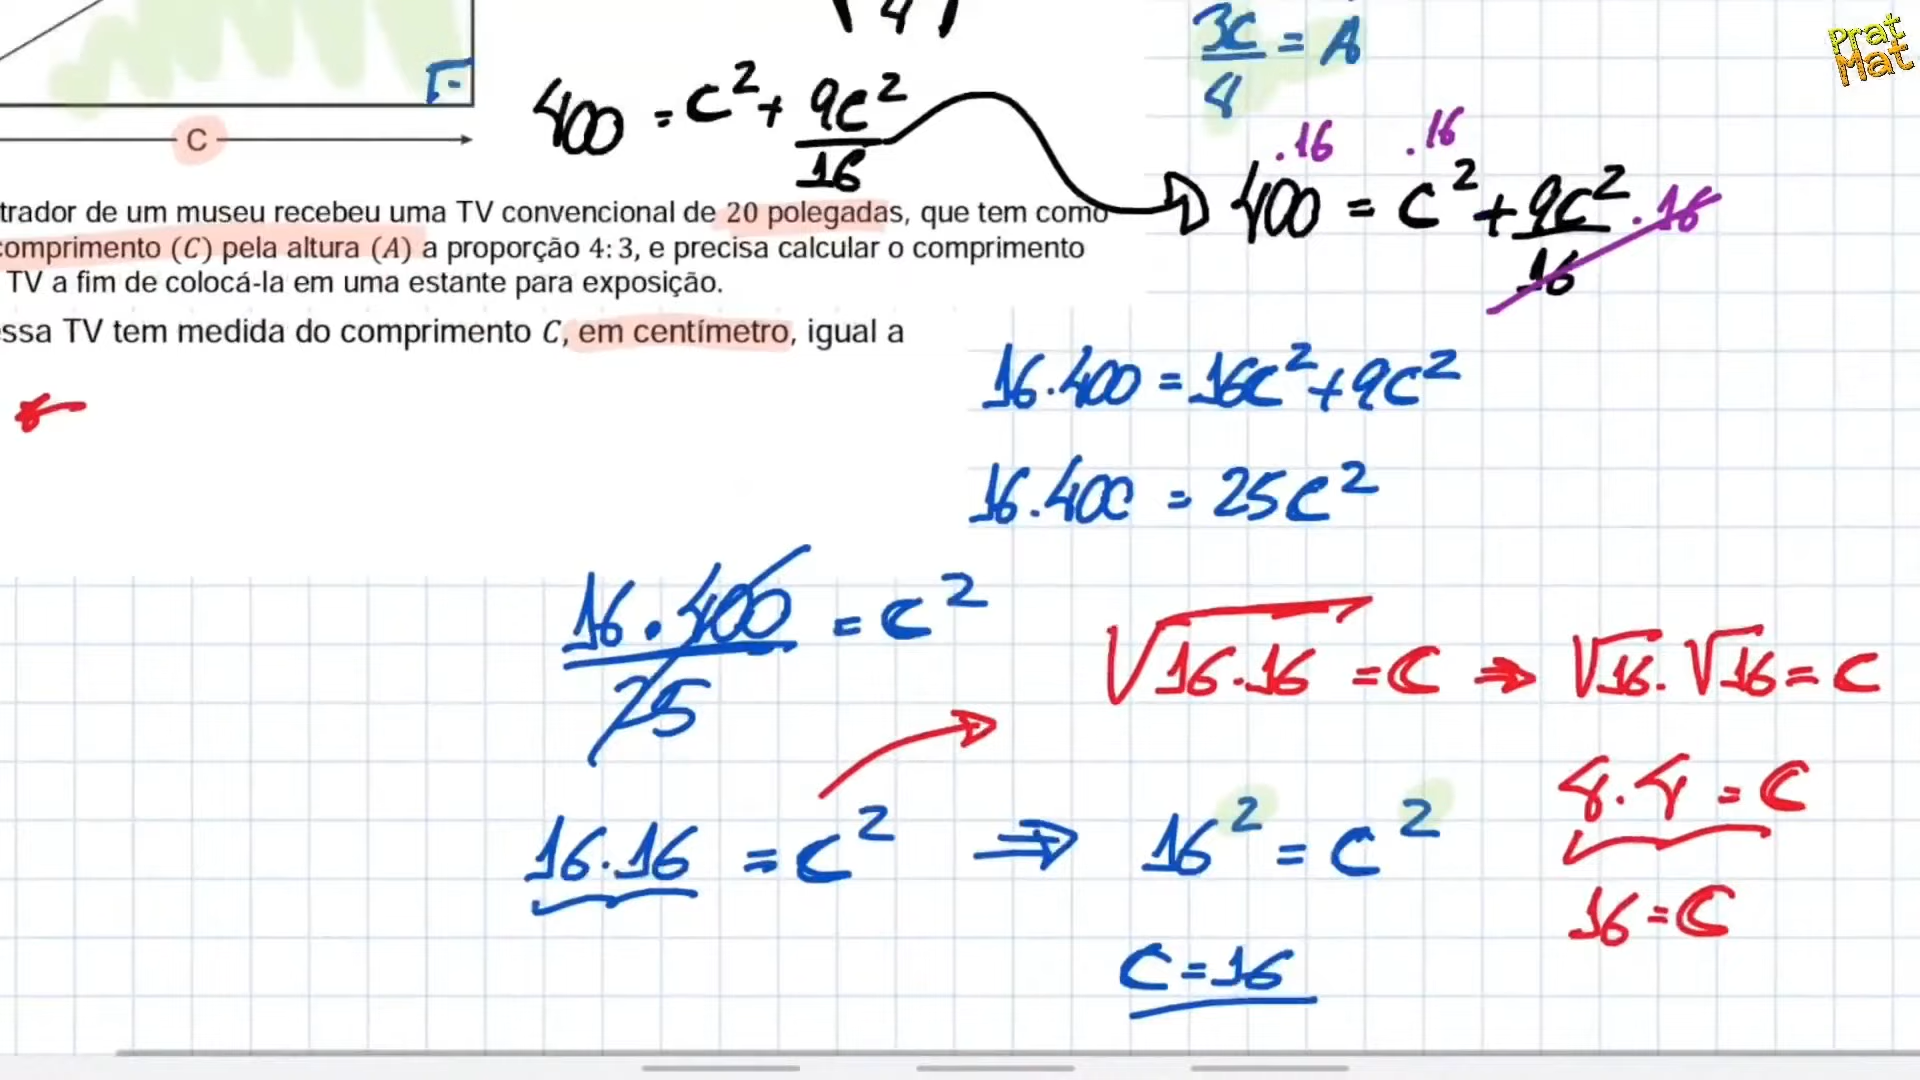 Prat
Mat
3C/8 = A
400 = C² + 9C²/16
C
.16 .16
400 = C² + 9C²/16 .16
trador de um museu recebeu uma TV convencional de 20 polegadas, que tem como
comprimento (C) pela altura (A) a proporção 4:3, e precisa calcular o comprimento
TV a fim de colocá-la em uma estante para exposição.
ssa TV tem medida do comprimento C, em centímetro, igual a
16.400 = 16C² + 9C²
16.400 = 25C²
16.400/25 = C²
√16.16 = C ⇒ √16.√16 = C
16.16 = C² ⇒ 16² = C²
4.4 = C
16 = C
C = 16